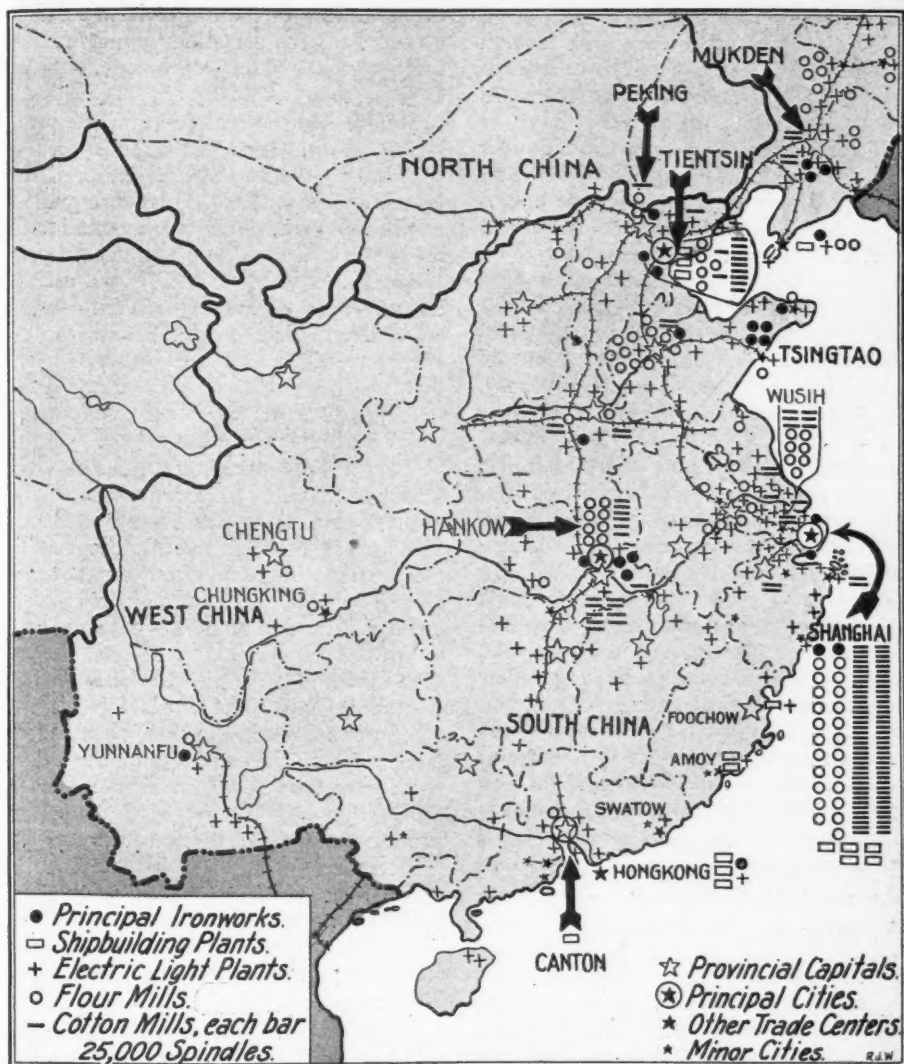 MUKDEN
PEKING
TIENTSIN
NORTH CHINA
TSINGTAO
WUSIH
HANKOW
CHENGTU
CHUNGKING
WEST CHINA
SHANGHAI
SOUTH CHINA
FOOCHOW
YUNNANFU
AMOY
SWATOW
HONGKONG
CANTON
Principal Ironworks.
Shipbuilding Plants.
Electric Light Plants.
Flour Mills.
Cotton Mills, each bar
25,000 Spindles.
Provincial Capitals.
Principal Cities.
Other Trade Centers.
Minor Cities.
R.J.W.